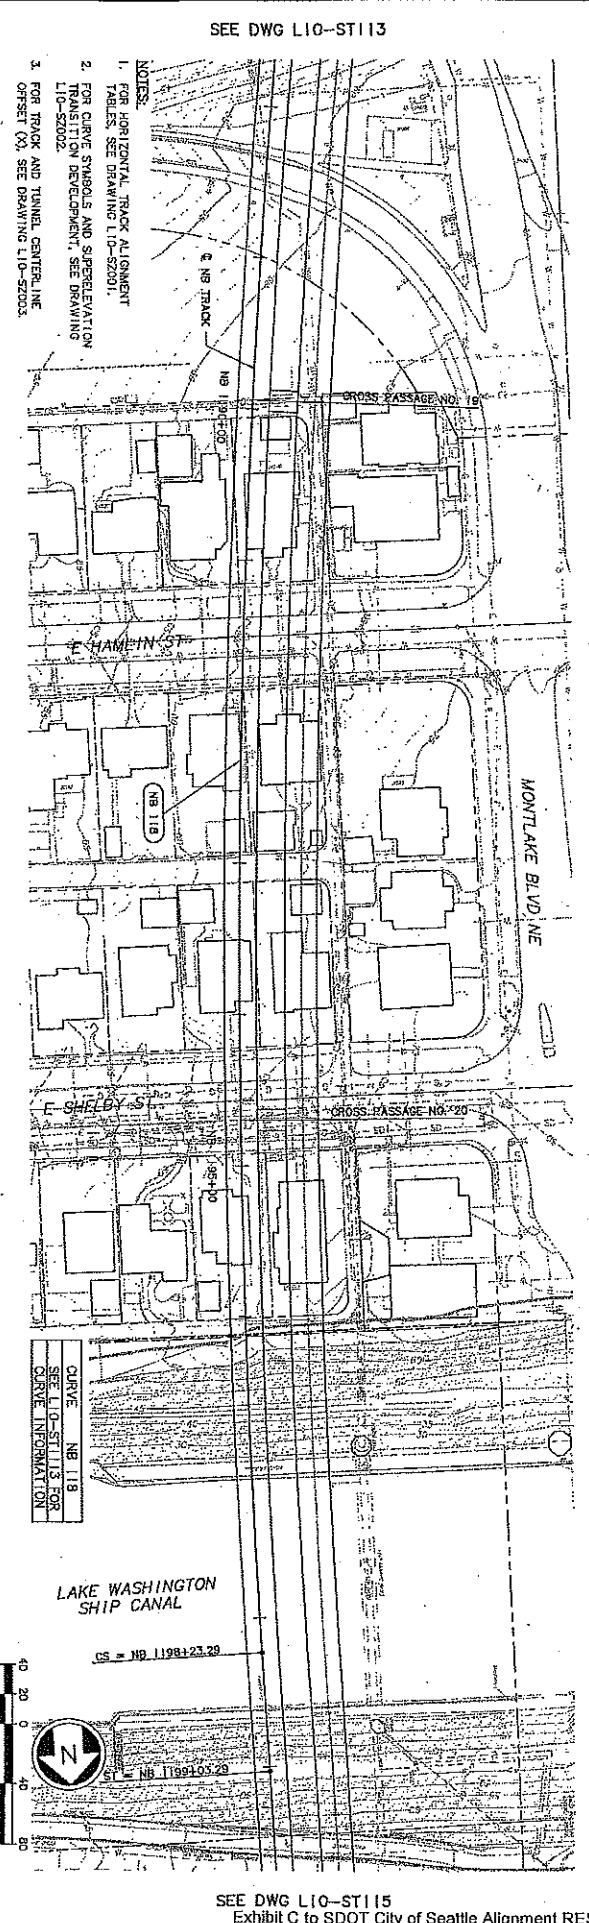 SEE DWG L10-ST113
NOTES:
1. FOR HORIZONTAL TRACK ALIGNMENT
TABLES, SEE DRAWING L10-SZ001.
2. FOR CURVE SYMBOLS AND SUPERELEVATION
TRANSITION DEVELOPMENT, SEE DRAWING
L10-SZ002.
3. FOR TRACK AND TUNNEL CENTERLINE
OFFSET (X), SEE DRAWING L10-SZ003.
℄ NB TRACK
NB 1190+00
CROSS PASSAGE NO. 19
E HAMLIN ST
NB 118
MONTLAKE BLVD NE
E SHELBY ST
CROSS PASSAGE NO. 20
95+00
CURVE NB 118
SEE L10-ST113 FOR
CURVE INFORMATION
LAKE WASHINGTON
SHIP CANAL
CS = NB 1198+23.29
ST = NB 1199+03.29
N
40 20 0 40 80
SEE DWG L10-ST115
Exhibit C to SDOT City of Seattle Alignment RES